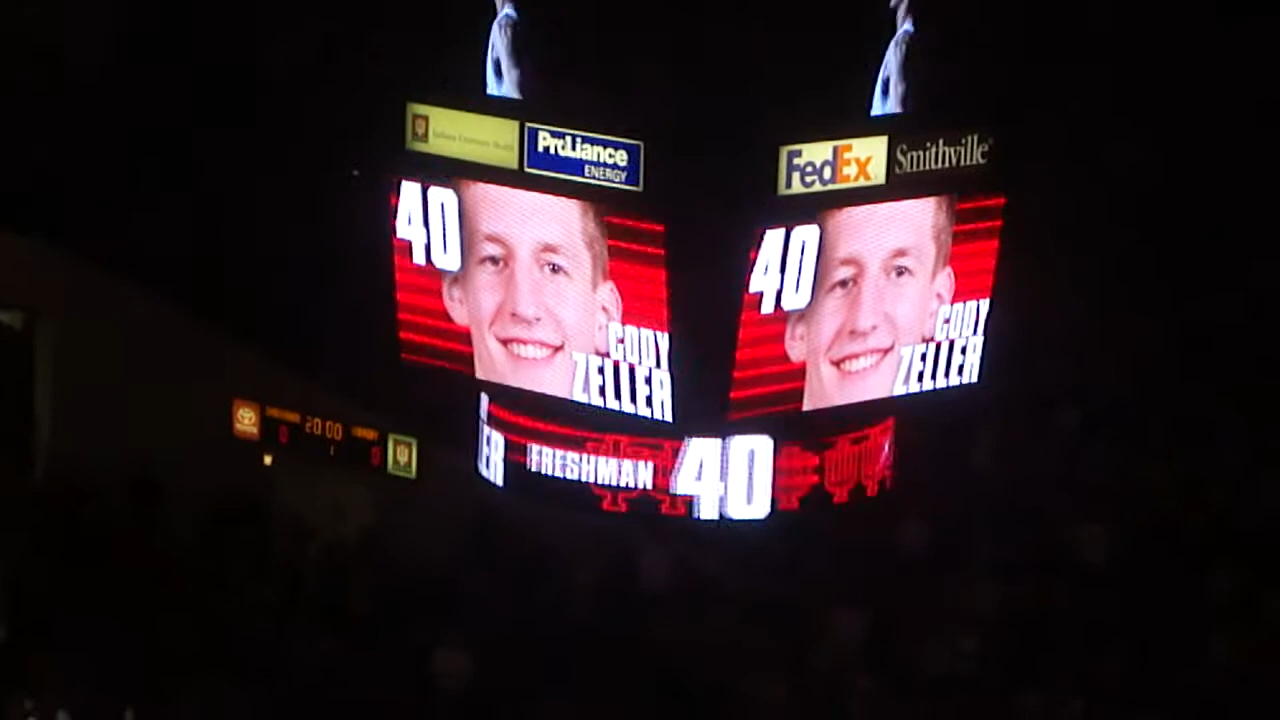 ProLiance
ENERGY
FedEx
Smithville
40
CODY
ZELLER
40
CODY
ZELLER
20:00
ER
FRESHMAN
40